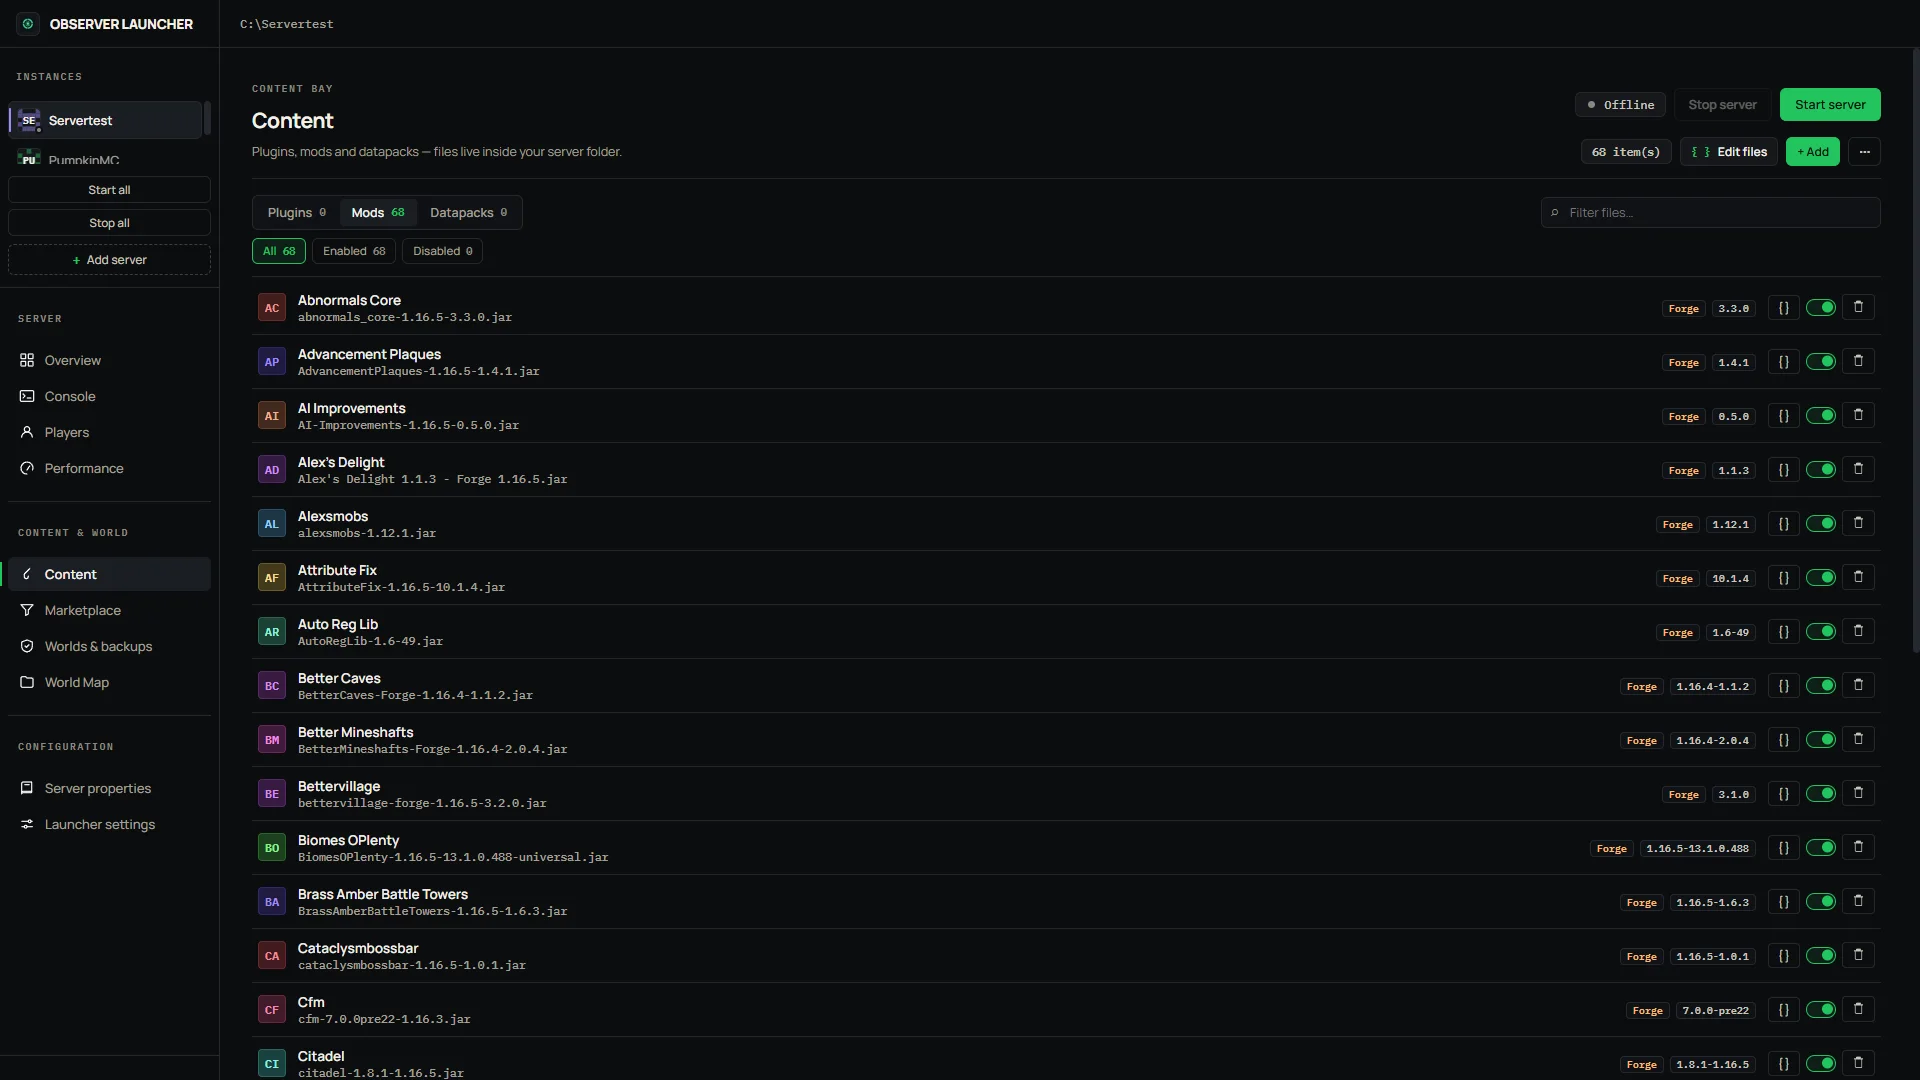 OBSERVER LAUNCHER
C:\Servertest
INSTANCES
SE Servertest
PU PumpkinMC
Start all
Stop all
+ Add server
SERVER
Overview
Console
Players
Performance
CONTENT & WORLD
Content
Marketplace
Worlds & backups
World Map
CONFIGURATION
Server properties
Launcher settings
CONTENT BAY
Content
Plugins, mods and datapacks — files live inside your server folder.
Offline Stop server Start server
68 item(s) { } Edit files + Add ...
Plugins 0 Mods 68 Datapacks 0
Filter files...
All 68 Enabled 68 Disabled 0
AC Abnormals Core
abnormals_core-1.16.5-3.3.0.jar
Forge 3.3.0 {}
AP Advancement Plaques
AdvancementPlaques-1.16.5-1.4.1.jar
Forge 1.4.1 {}
AI AI Improvements
AI-Improvements-1.16.5-0.5.0.jar
Forge 0.5.0 {}
AD Alex's Delight
Alex's Delight 1.1.3 - Forge 1.16.5.jar
Forge 1.1.3 {}
AL Alexsmobs
alexsmobs-1.12.1.jar
Forge 1.12.1 {}
AF Attribute Fix
AttributeFix-1.16.5-10.1.4.jar
Forge 10.1.4 {}
AR Auto Reg Lib
AutoRegLib-1.6-49.jar
Forge 1.6-49 {}
BC Better Caves
BetterCaves-Forge-1.16.4-1.1.2.jar
Forge 1.16.4-1.1.2 {}
BM Better Mineshafts
BetterMineshafts-Forge-1.16.4-2.0.4.jar
Forge 1.16.4-2.0.4 {}
BE Bettervillage
bettervillage-forge-1.16.5-3.2.0.jar
Forge 3.1.0 {}
BO Biomes OPlenty
BiomesOPlenty-1.16.5-13.1.0.488-universal.jar
Forge 1.16.5-13.1.0.488 {}
BA Brass Amber Battle Towers
BrassAmberBattleTowers-1.16.5-1.6.3.jar
Forge 1.16.5-1.6.3 {}
CA Cataclysmbossbar
cataclysmbossbar-1.16.5-1.0.1.jar
Forge 1.16.5-1.0.1 {}
CF Cfm
cfm-7.0.0pre22-1.16.3.jar
Forge 7.0.0-pre22 {}
CI Citadel
citadel-1.8.1-1.16.5.jar
Forge 1.8.1-1.16.5 {}